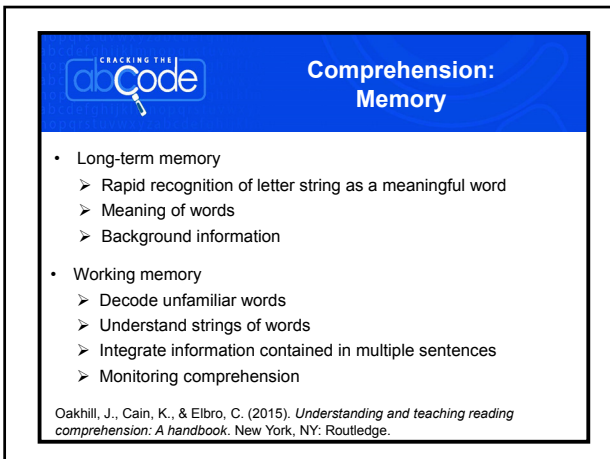 CRACKING THE
abCode
Comprehension:
Memory
• Long-term memory
➢ Rapid recognition of letter string as a meaningful word
➢ Meaning of words
➢ Background information
• Working memory
➢ Decode unfamiliar words
➢ Understand strings of words
➢ Integrate information contained in multiple sentences
➢ Monitoring comprehension
Oakhill, J., Cain, K., & Elbro, C. (2015). Understanding and teaching reading
comprehension: A handbook. New York, NY: Routledge.